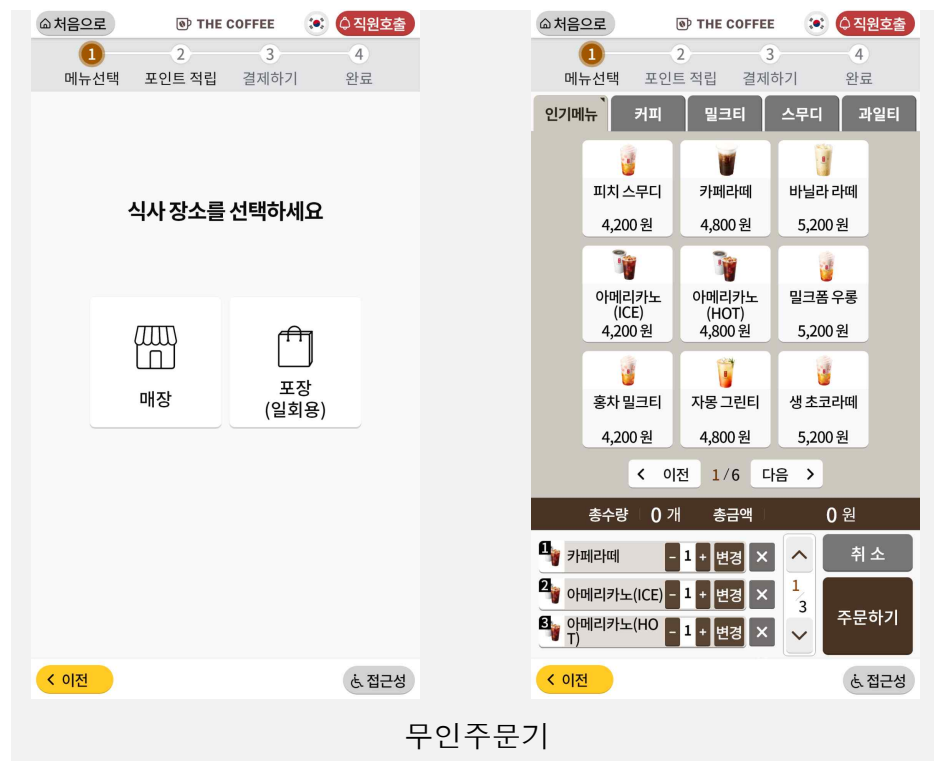 처음으로
THE COFFEE
직원호출
1
2
3
4
메뉴선택
포인트 적립
결제하기
완료
식사 장소를 선택하세요
매장
포장
(일회용)
이전
접근성
처음으로
THE COFFEE
직원호출
1
2
3
4
메뉴선택
포인트 적립
결제하기
완료
인기메뉴
커피
밀크티
스무디
과일티
피치 스무디
4,200 원
카페라떼
4,800 원
바닐라 라떼
5,200 원
아메리카노
(ICE)
4,200 원
아메리카노
(HOT)
4,800 원
밀크폼 우롱
5,200 원
홍차 밀크티
4,200 원
자몽 그린티
4,800 원
생 초코라떼
5,200 원
이전
1/6
다음
총수량 0 개 총금액 0 원
1 카페라떼 - 1 + 변경 ×
2 아메리카노(ICE) - 1 + 변경 ×
3 아메리카노(HO
T) - 1 + 변경 ×
1/3
취 소
주문하기
이전
접근성
무인주문기